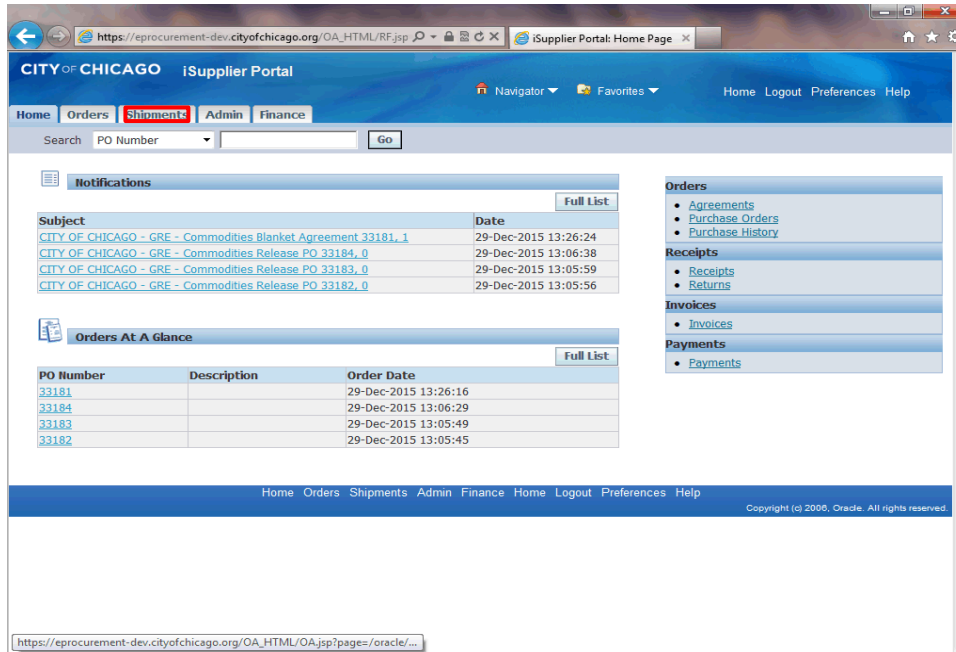 https://eprocurement-dev.cityofchicago.org/OA_HTML/RF.jsp
iSupplier Portal: Home Page
CITY OF CHICAGO iSupplier Portal
Navigator Favorites Home Logout Preferences Help
Home Orders Shipments Admin Finance
Search PO Number Go
Notifications
Full List
Subject Date
CITY OF CHICAGO - GRE - Commodities Blanket Agreement 33181, 1 29-Dec-2015 13:26:24
CITY OF CHICAGO - GRE - Commodities Release PO 33184, 0 29-Dec-2015 13:06:38
CITY OF CHICAGO - GRE - Commodities Release PO 33183, 0 29-Dec-2015 13:05:59
CITY OF CHICAGO - GRE - Commodities Release PO 33182, 0 29-Dec-2015 13:05:56
Orders At A Glance
Full List
PO Number Description Order Date
33181 29-Dec-2015 13:26:16
33184 29-Dec-2015 13:06:29
33183 29-Dec-2015 13:05:49
33182 29-Dec-2015 13:05:45
Orders
Agreements
Purchase Orders
Purchase History
Receipts
Receipts
Returns
Invoices
Invoices
Payments
Payments
Home Orders Shipments Admin Finance Home Logout Preferences Help
Copyright (c) 2006, Oracle. All rights reserved.
https://eprocurement-dev.cityofchicago.org/OA_HTML/OA.jsp?page=/oracle/...